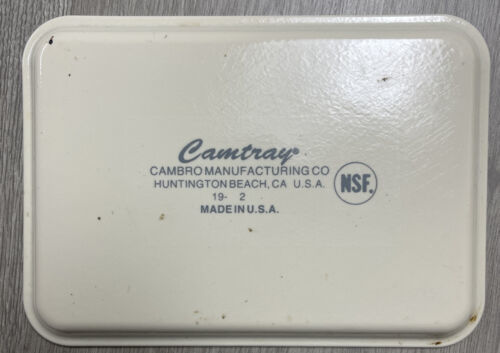 Camtray®
CAMBRO MANUFACTURING CO
HUNTINGTON BEACH, CA U.S.A.
NSF.
19- 2
MADE IN U.S.A.